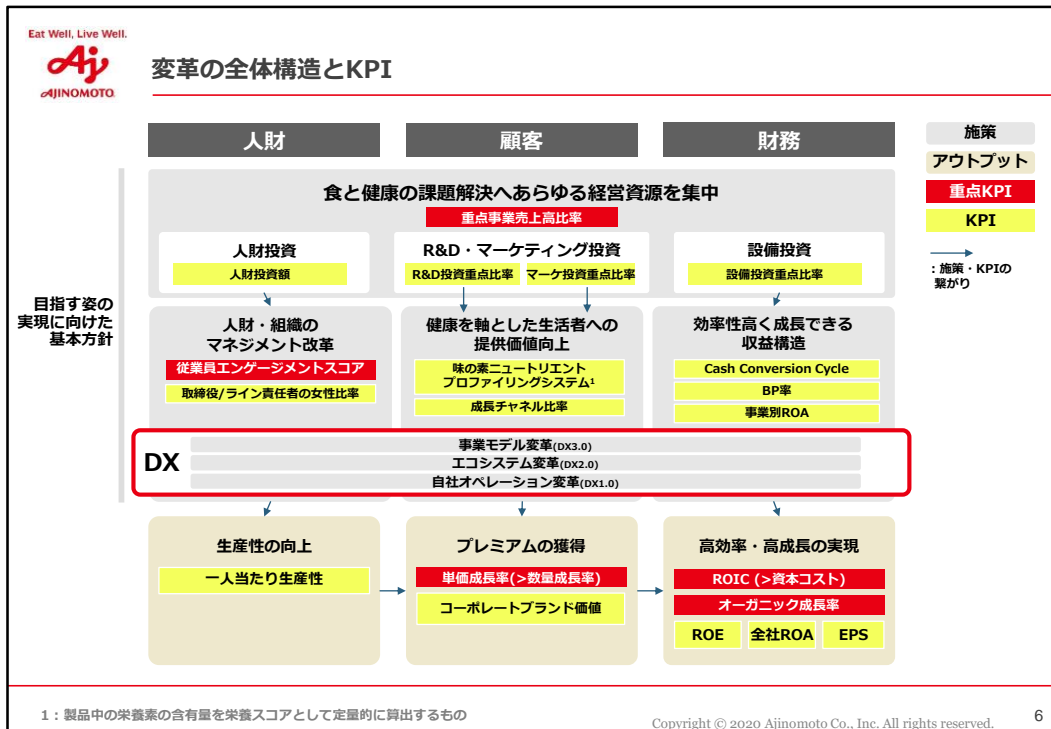 Eat Well, Live Well.
AJINOMOTO
変革の全体構造とKPI
人財
顧客
財務
施策
アウトプット
重点KPI
KPI
:施策・KPIの
繋がり
目指す姿の
実現に向けた
基本方針
食と健康の課題解決へあらゆる経営資源を集中
重点事業売上高比率
人財投資
人財投資額
R&D・マーケティング投資
R&D投資重点比率
マーケ投資重点比率
設備投資
設備投資重点比率
人財・組織の
マネジメント改革
従業員エンゲージメントスコア
取締役/ライン責任者の女性比率
健康を軸とした生活者への
提供価値向上
味の素ニュートリエント
プロファイリングシステム1
成長チャネル比率
効率性高く成長できる
収益構造
Cash Conversion Cycle
BP率
事業別ROA
DX
事業モデル変革(DX3.0)
エコシステム変革(DX2.0)
自社オペレーション変革(DX1.0)
生産性の向上
一人当たり生産性
プレミアムの獲得
単価成長率(>数量成長率)
コーポレートブランド価値
高効率・高成長の実現
ROIC (>資本コスト)
オーガニック成長率
ROE
全社ROA
EPS
1:製品中の栄養素の含有量を栄養スコアとして定量的に算出するもの
Copyright © 2020 Ajinomoto Co., Inc. All rights reserved.
6